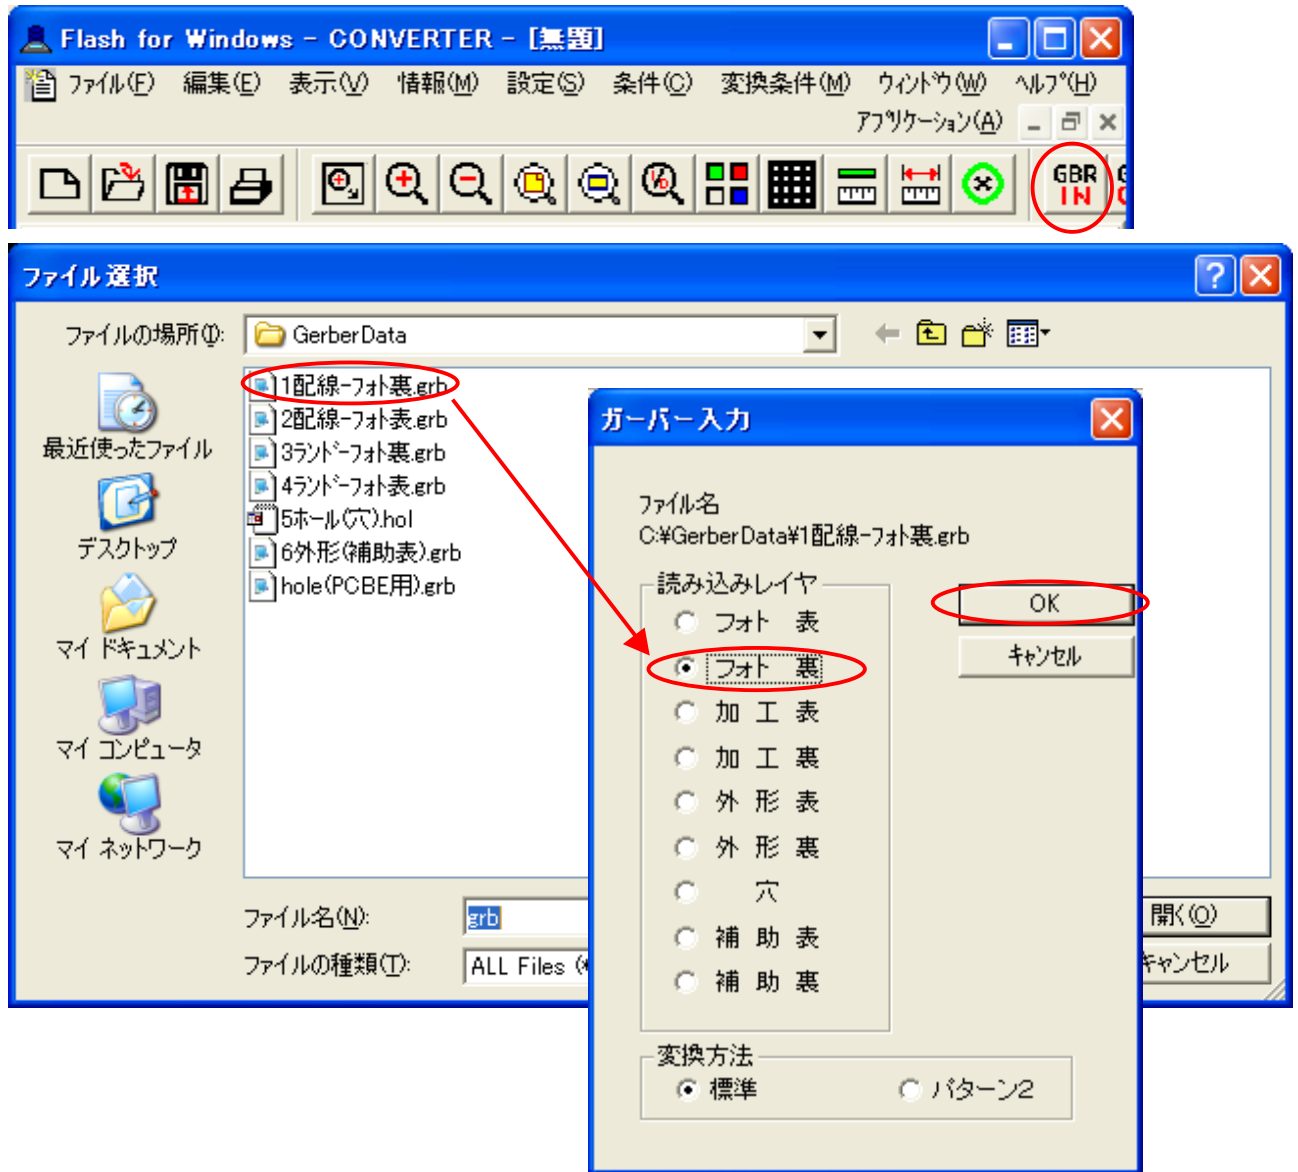 Flash for Windows - CONVERTER - [無題]
ファイル(F) 編集(E) 表示(V) 情報(M) 設定(S) 条件(C) 変換条件(M) ウィンドウ(W) ヘルプ(H)
アプリケーション(A)
GBR
IN
ファイル選択
ファイルの場所(I):
GerberData
最近使ったファイル
デスクトップ
マイ ドキュメント
マイ コンピュータ
マイ ネットワーク
1配線-フォト裏.grb
2配線-フォト表.grb
3ランド-フォト裏.grb
4ランド-フォト表.grb
5ホール(穴).hol
6外形(補助表).grb
hole(PCBE用).grb
ファイル名(N):
grb
ファイルの種類(T):
ALL Files (*
開く(O)
キャンセル
ガーバー入力
ファイル名
C:¥GerberData¥1配線-フォト裏.grb
読み込みレイヤ
フォト 表
フォト 裏
加 工 表
加 工 裏
外 形 表
外 形 裏
穴
補 助 表
補 助 裏
OK
キャンセル
変換方法
標準
パターン2